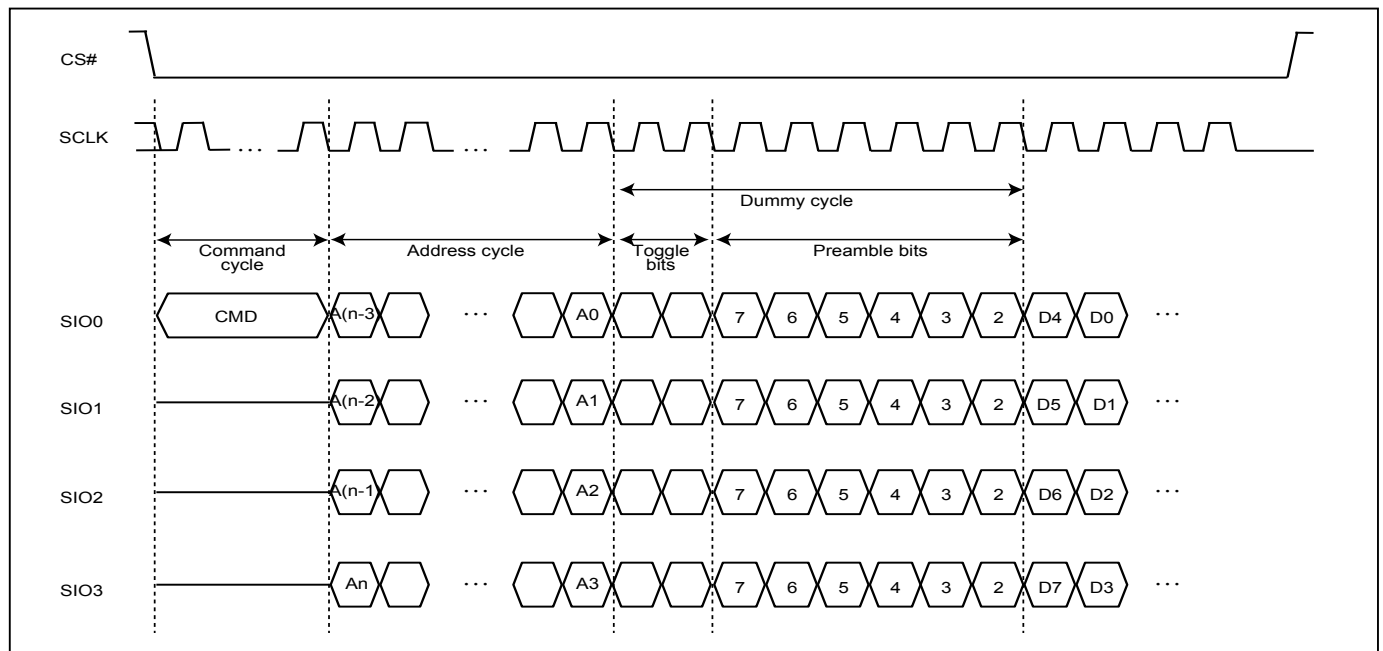 CS#
SCLK
...
...
Dummy cycle
Command
cycle
Address cycle
Toggle
bits
Preamble bits
SIO0
CMD
A(n-3)
...
A0
7 6 5 4 3 2
D4 D0
...
SIO1
A(n-2)
...
A1
7 6 5 4 3 2
D5 D1
...
SIO2
A(n-1)
...
A2
7 6 5 4 3 2
D6 D2
...
SIO3
An
...
A3
7 6 5 4 3 2
D7 D3
...